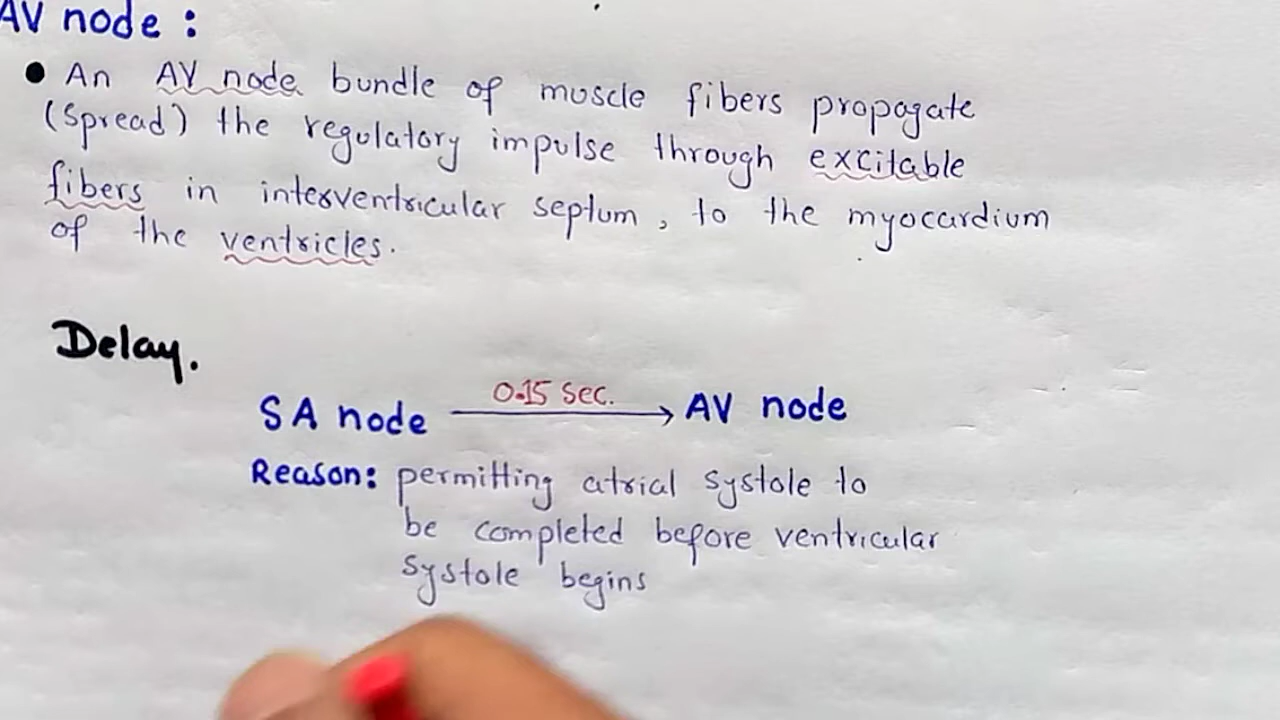 AV node :
● An AV node bundle of muscle fibers propagate
(Spread) the regulatory impulse through excitable
fibers in interventricular septum, to the myocardium
of the ventricles.
Delay.
0.15 sec.
SA node → AV node
Reason: permitting atrial systole to
be completed before ventricular
systole begins